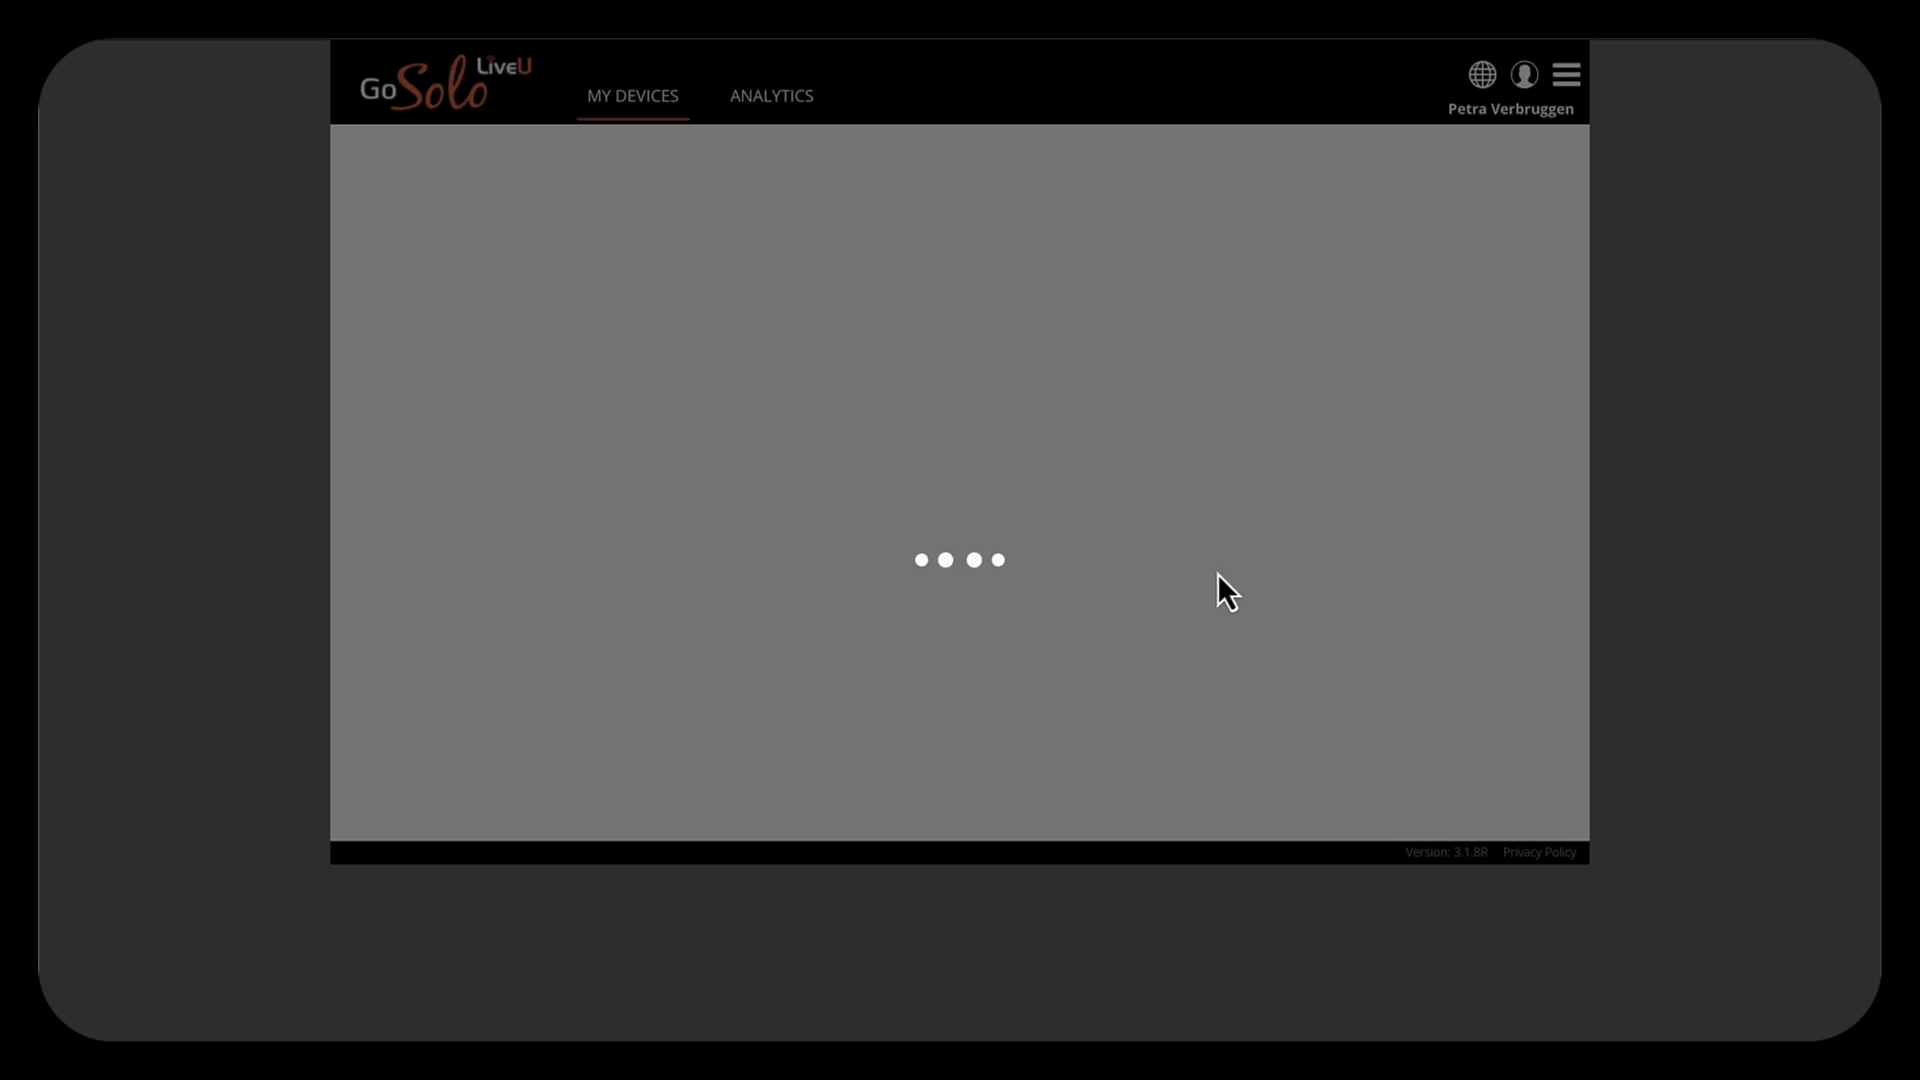 Go Solo LiveU
MY DEVICES
ANALYTICS
Petra Verbruggen
Version: 3.1.8R
Privacy Policy